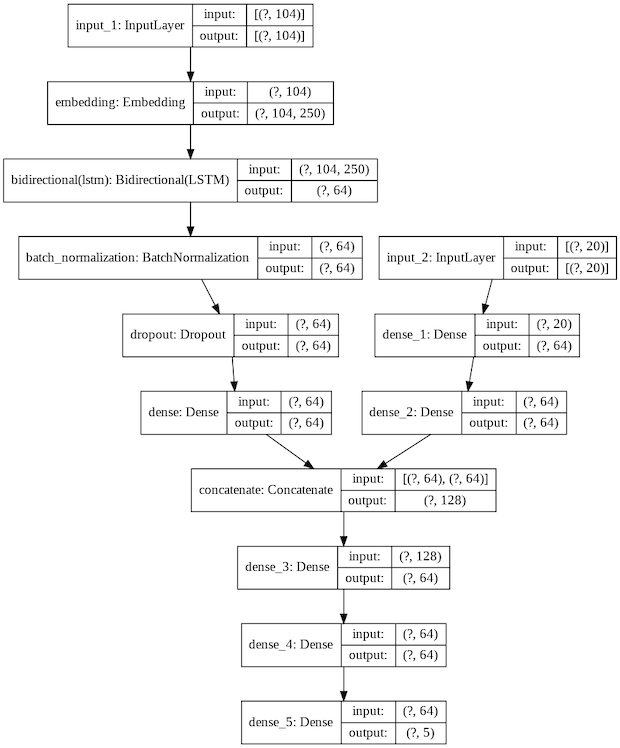 input_1: InputLayer
input: [(?, 104)]
output: [(?, 104)]
embedding: Embedding
input: (?, 104)
output: (?, 104, 250)
bidirectional(lstm): Bidirectional(LSTM)
input: (?, 104, 250)
output: (?, 64)
batch_normalization: BatchNormalization
input: (?, 64)
output: (?, 64)
input_2: InputLayer
input: [(?, 20)]
output: [(?, 20)]
dropout: Dropout
input: (?, 64)
output: (?, 64)
dense_1: Dense
input: (?, 20)
output: (?, 64)
dense: Dense
input: (?, 64)
output: (?, 64)
dense_2: Dense
input: (?, 64)
output: (?, 64)
concatenate: Concatenate
input: [(?, 64), (?, 64)]
output: (?, 128)
dense_3: Dense
input: (?, 128)
output: (?, 64)
dense_4: Dense
input: (?, 64)
output: (?, 64)
dense_5: Dense
input: (?, 64)
output: (?, 5)